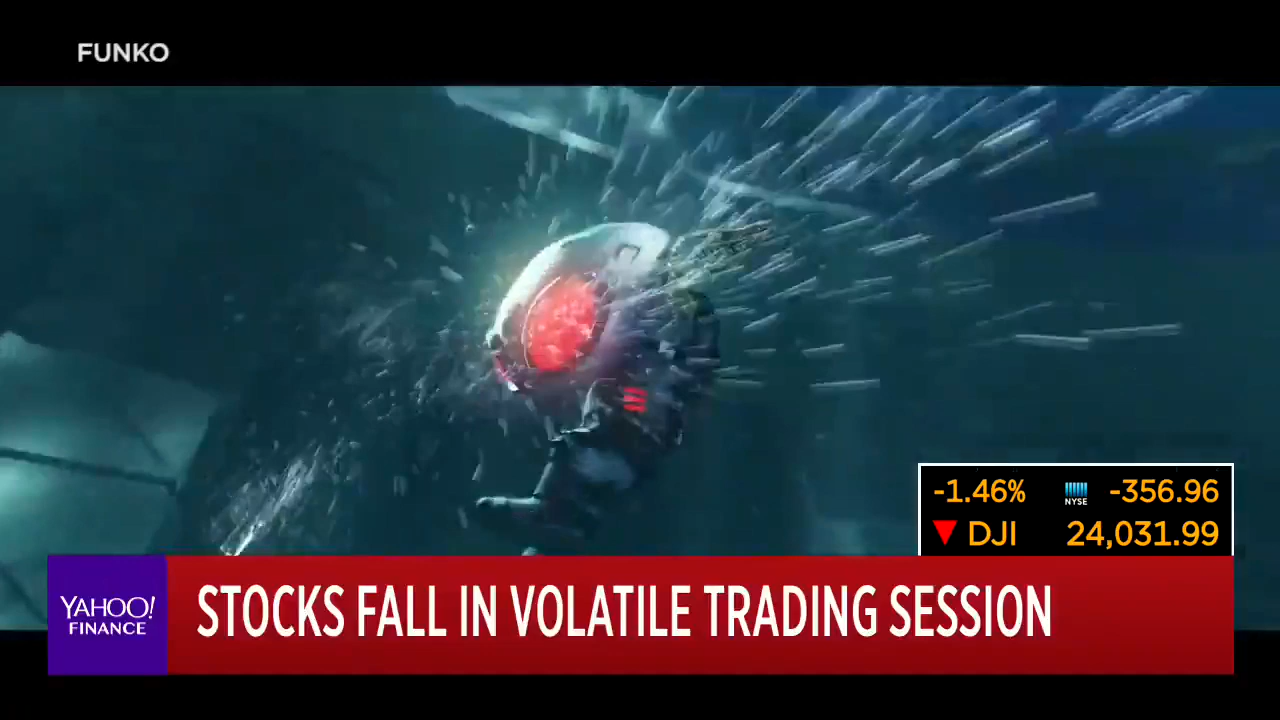 FUNKO
-1.46% NYSE -356.96
▼ DJI 24,031.99
YAHOO!
FINANCE
STOCKS FALL IN VOLATILE TRADING SESSION